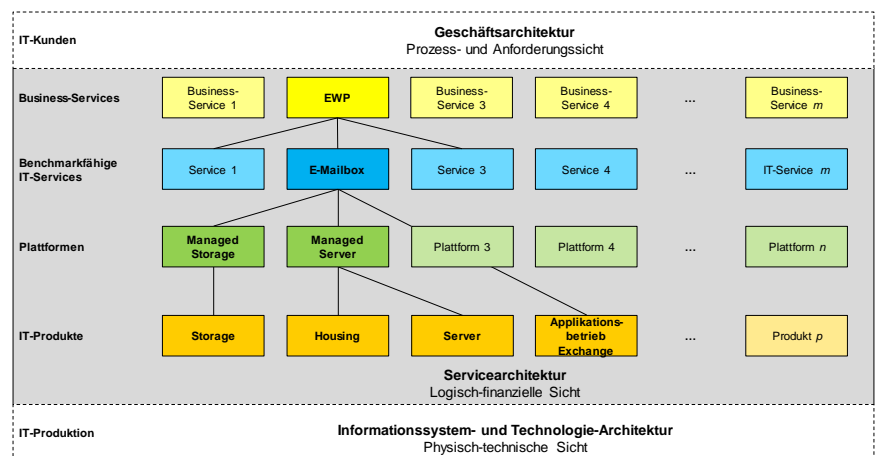 Geschäftsarchitektur
IT-Kunden
Prozess- und Anforderungssicht
Business-Services
Business-
Service 1
EWP
Business-
Service 3
Business-
Service 4
...
Business-
Service m
Benchmarkfähige
IT-Services
Service 1
E-Mailbox
Service 3
Service 4
...
IT-Service m
Plattformen
Managed
Storage
Managed
Server
Plattform 3
Plattform 4
...
Plattform n
IT-Produkte
Storage
Housing
Server
Applikations-
betrieb
Exchange
...
Produkt p
Servicearchitektur
Logisch-finanzielle Sicht
IT-Produktion
Informationssystem- und Technologie-Architektur
Physisch-technische Sicht